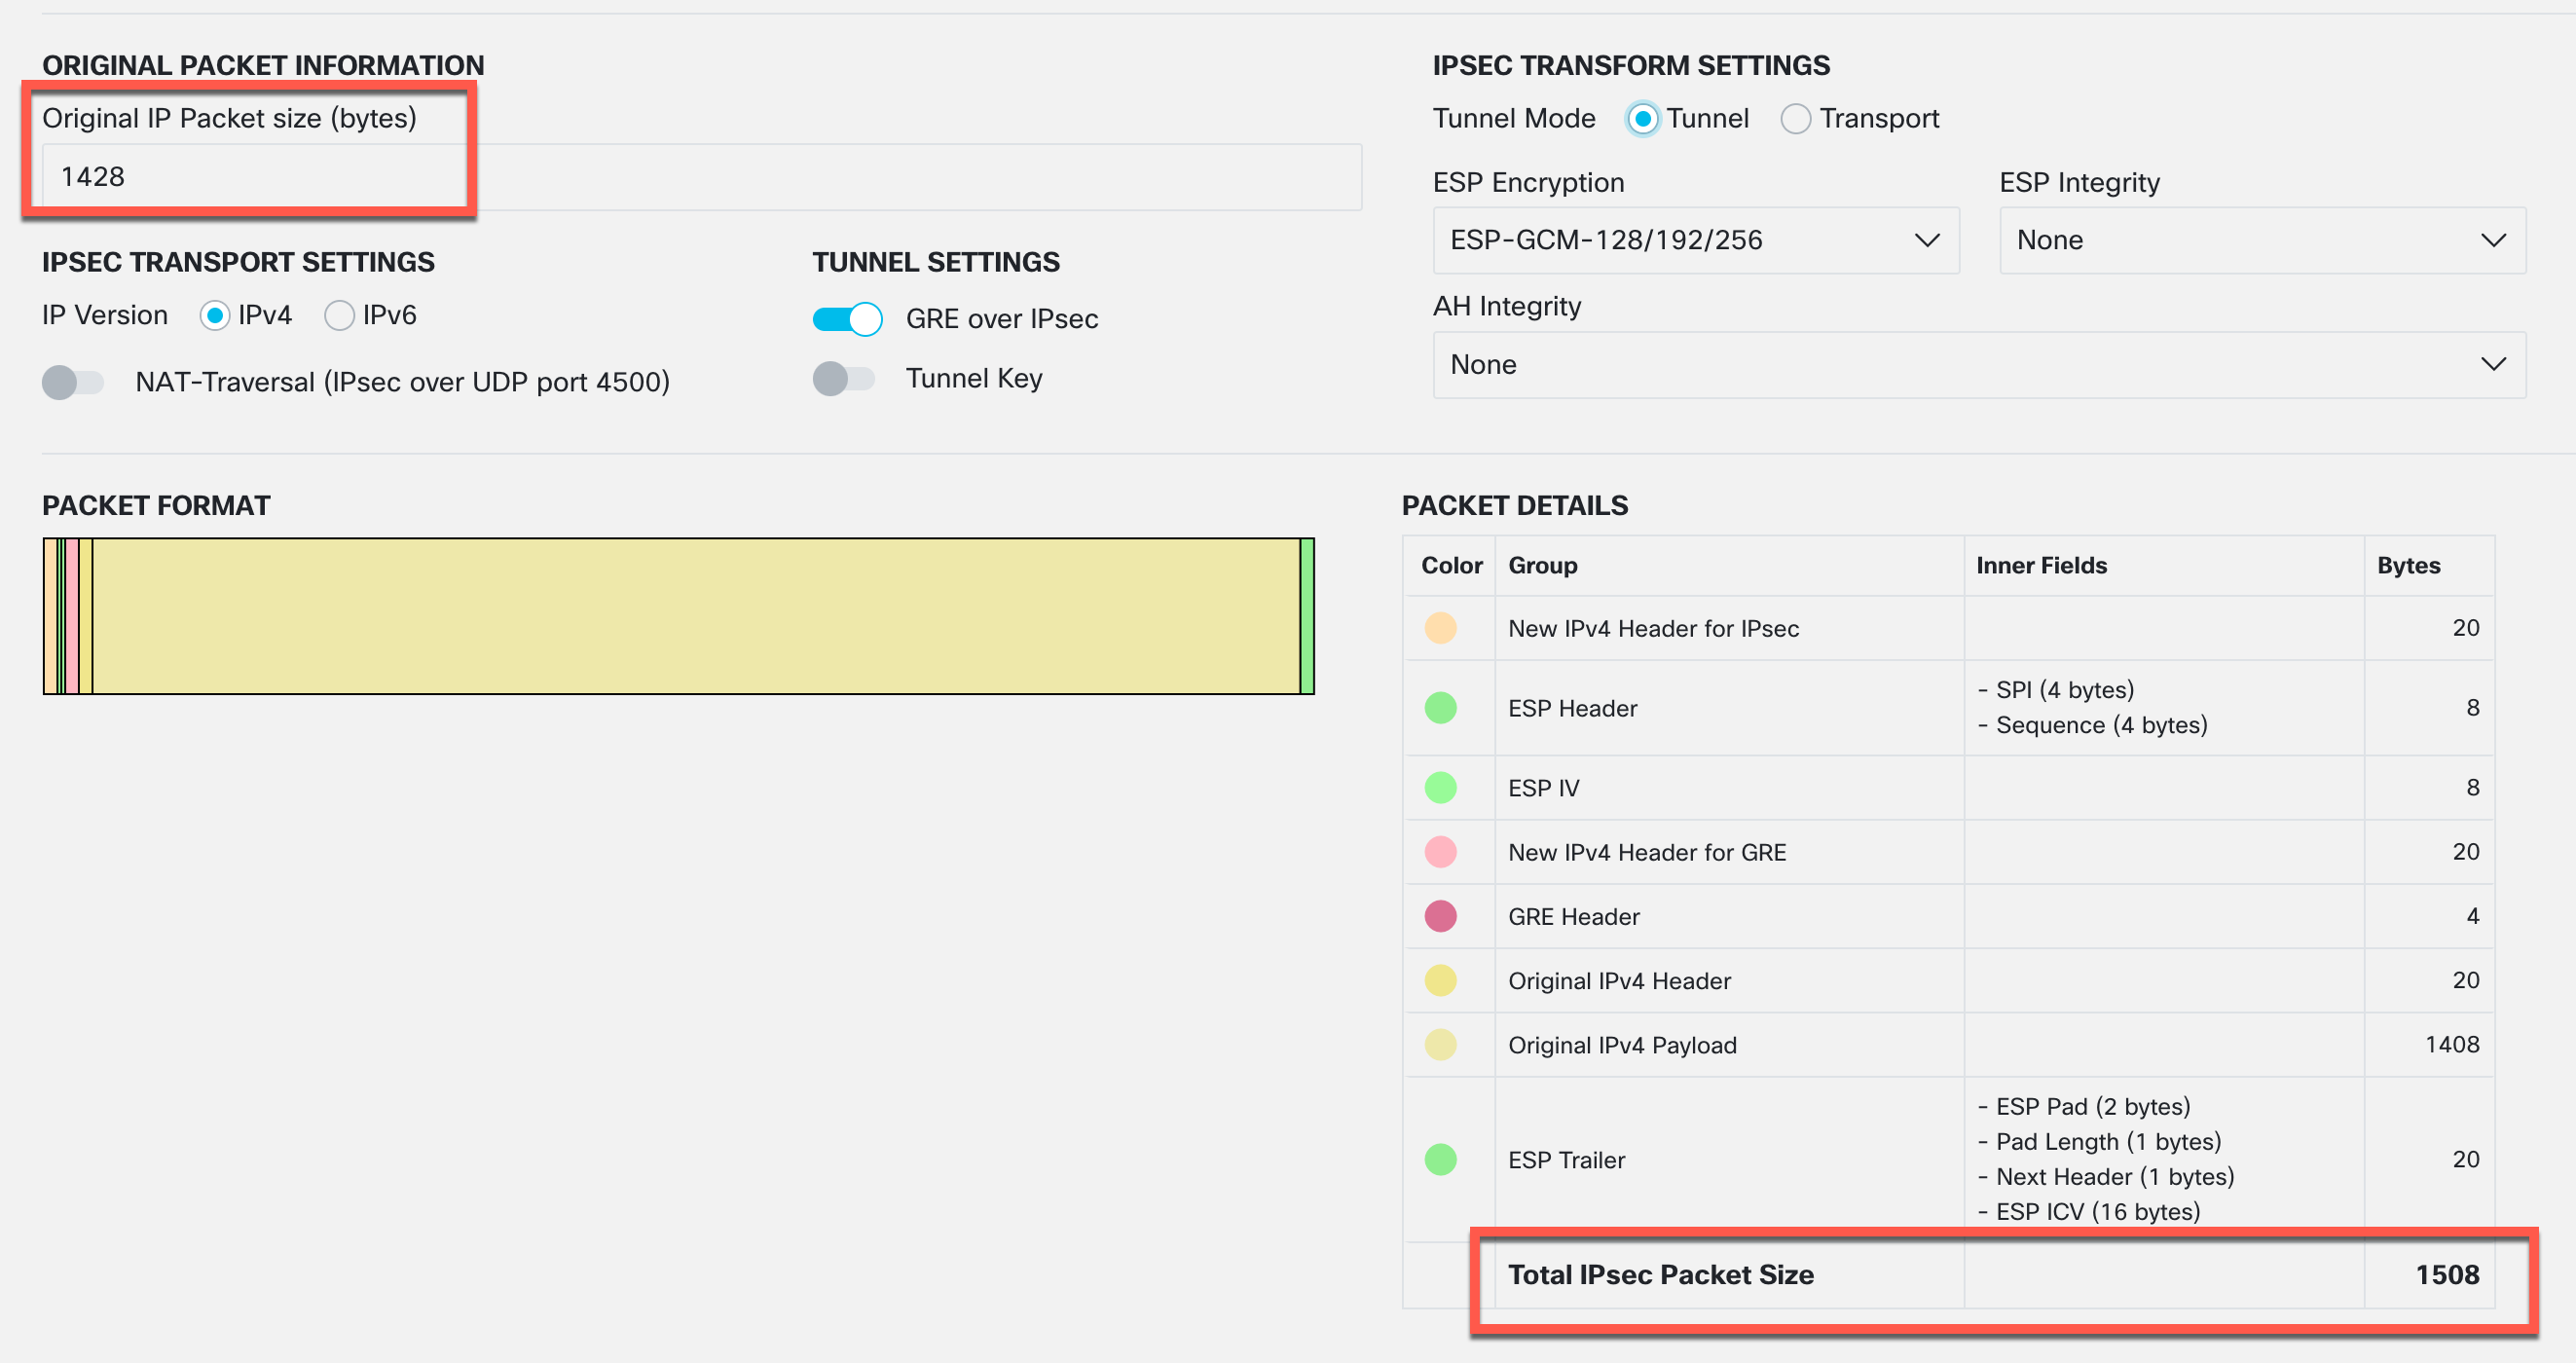 ORIGINAL PACKET INFORMATION
Original IP Packet size (bytes)
1428
IPSEC TRANSPORT SETTINGS
IP Version IPv4 IPv6
NAT-Traversal (IPsec over UDP port 4500)
TUNNEL SETTINGS
GRE over IPsec
Tunnel Key
IPSEC TRANSFORM SETTINGS
Tunnel Mode Tunnel Transport
ESP Encryption
ESP-GCM-128/192/256
ESP Integrity
None
AH Integrity
None
PACKET FORMAT
PACKET DETAILS
Color Group Inner Fields Bytes
New IPv4 Header for IPsec 20
ESP Header - SPI (4 bytes)
- Sequence (4 bytes) 8
ESP IV 8
New IPv4 Header for GRE 20
GRE Header 4
Original IPv4 Header 20
Original IPv4 Payload 1408
ESP Trailer - ESP Pad (2 bytes)
- Pad Length (1 bytes)
- Next Header (1 bytes)
- ESP ICV (16 bytes) 20
Total IPsec Packet Size 1508